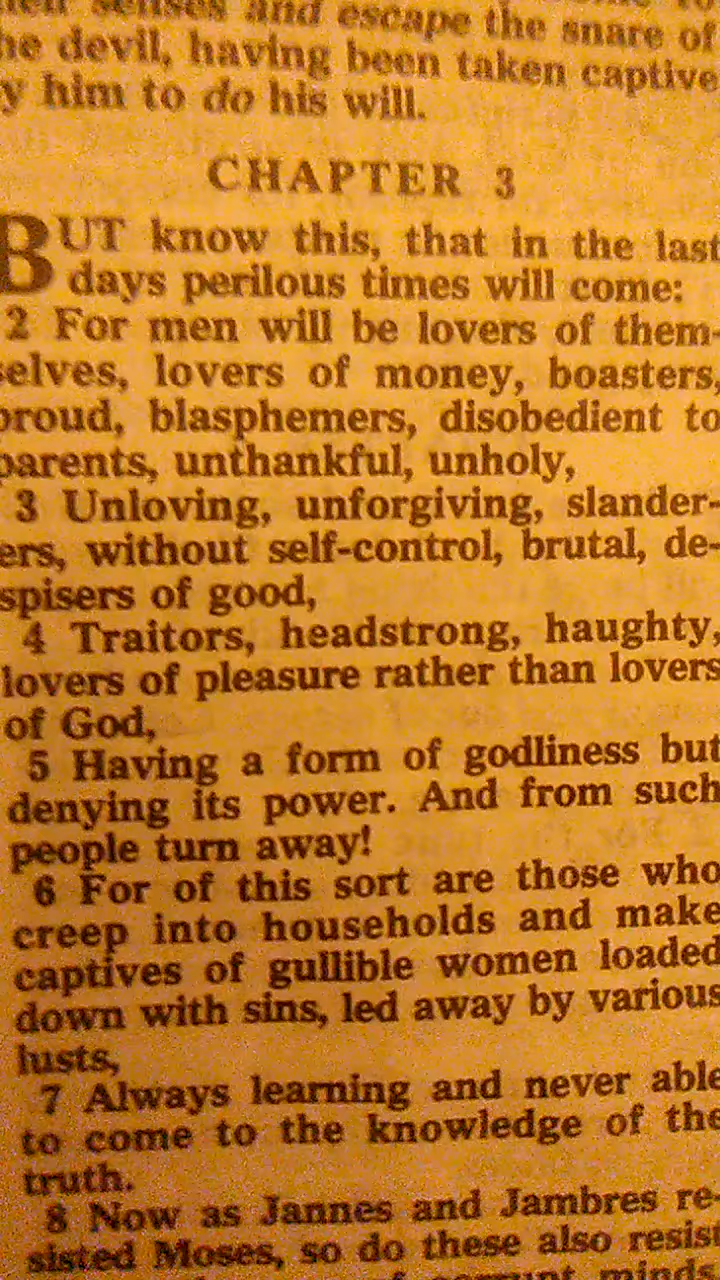 senses and escape the snare of
he devil, having been taken captive
y him to do his will.
CHAPTER 3
BUT know this, that in the last
days perilous times will come:
2 For men will be lovers of them-
selves, lovers of money, boasters,
proud, blasphemers, disobedient to
parents, unthankful, unholy,
3 Unloving, unforgiving, slander-
ers, without self-control, brutal, de-
spisers of good,
4 Traitors, headstrong, haughty,
lovers of pleasure rather than lovers
of God,
5 Having a form of godliness but
denying its power. And from such
people turn away!
6 For of this sort are those who
creep into households and make
captives of gullible women loaded
down with sins, led away by various
lusts,
7 Always learning and never able
to come to the knowledge of the
truth.
8 Now as Jannes and Jambres re-
sisted Moses, so do these also resist
minds,